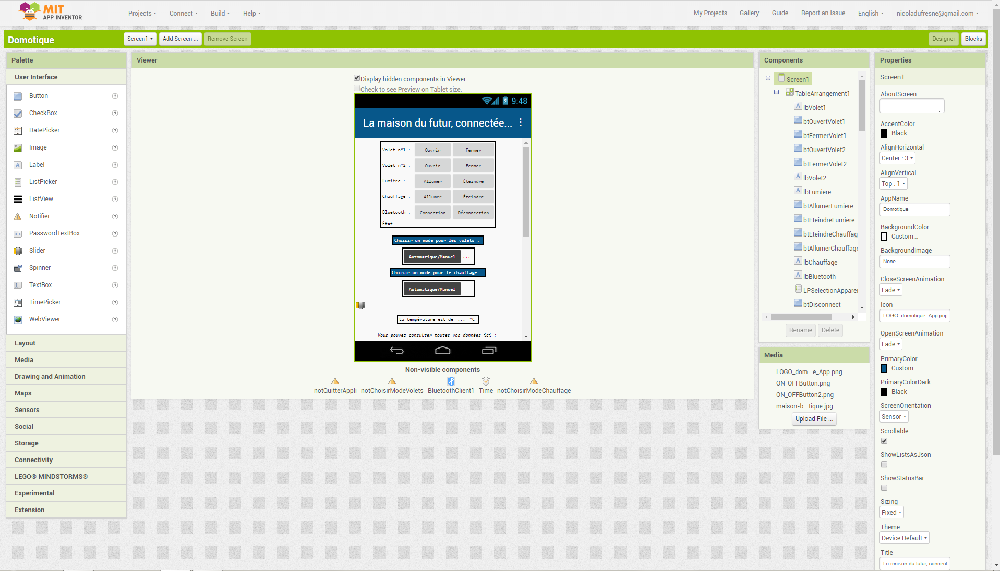 MIT
APP INVENTOR
Projects
Connect
Build
Help
My Projects
Gallery
Guide
Report an Issue
English
nicoladufresne@gmail.com
Domotique
Screen1
Add Screen ...
Remove Screen
Designer
Blocks
Palette
User Interface
Button
CheckBox
DatePicker
Image
Label
ListPicker
ListView
Notifier
PasswordTextBox
Slider
Spinner
TextBox
TimePicker
WebViewer
Layout
Media
Drawing and Animation
Maps
Sensors
Social
Storage
Connectivity
LEGO® MINDSTORMS®
Experimental
Extension
Viewer
Display hidden components in Viewer
Check to see Preview on Tablet size.
9:48
La maison du futur, connectée...
Volet n°1 : Ouvrir Fermer
Volet n°2 : Ouvrir Fermer
Lumière : Allumer Éteindre
Chauffage : Allumer Éteindre
Bluetooth : Connection Déconnection
État..
Choisir un mode pour les volets :
Automatique/Manuel ...
Choisir un mode pour le chauffage :
Automatique/Manuel ...
La température est de ... °C
Vous pouvez consulter toutes vos données ici :
Non-visible components
notQuitterAppli
notChoisirModeVolets
BluetoothClient1
Time
notChoisirModeChauffage
Components
Screen1
TableArrangement1
lbVolet1
btOuvertVolet1
btFermerVolet1
btOuvertVolet2
btFermerVolet2
lbVolet2
lbLumiere
btAllumerLumiere
btEteindreLumiere
btEteindreChauffag
btAllumerChauffage
lbChauffage
lbBluetooth
LPSelectionApparei
btDisconnect
Rename
Delete
Media
LOGO_dom...e_App.png
ON_OFFButton.png
ON_OFFButton2.png
maison-b...tique.jpg
Upload File ...
Properties
Screen1
AboutScreen
AccentColor
Black
AlignHorizontal
Center : 3
AlignVertical
Top : 1
AppName
Domotique
BackgroundColor
Custom...
BackgroundImage
None...
CloseScreenAnimation
Fade
Icon
LOGO_domotique_App.png
OpenScreenAnimation
Fade
PrimaryColor
Custom...
PrimaryColorDark
Black
ScreenOrientation
Sensor
Scrollable
ShowListsAsJson
ShowStatusBar
Sizing
Fixed
Theme
Device Default
Title
La maison du futur, connect